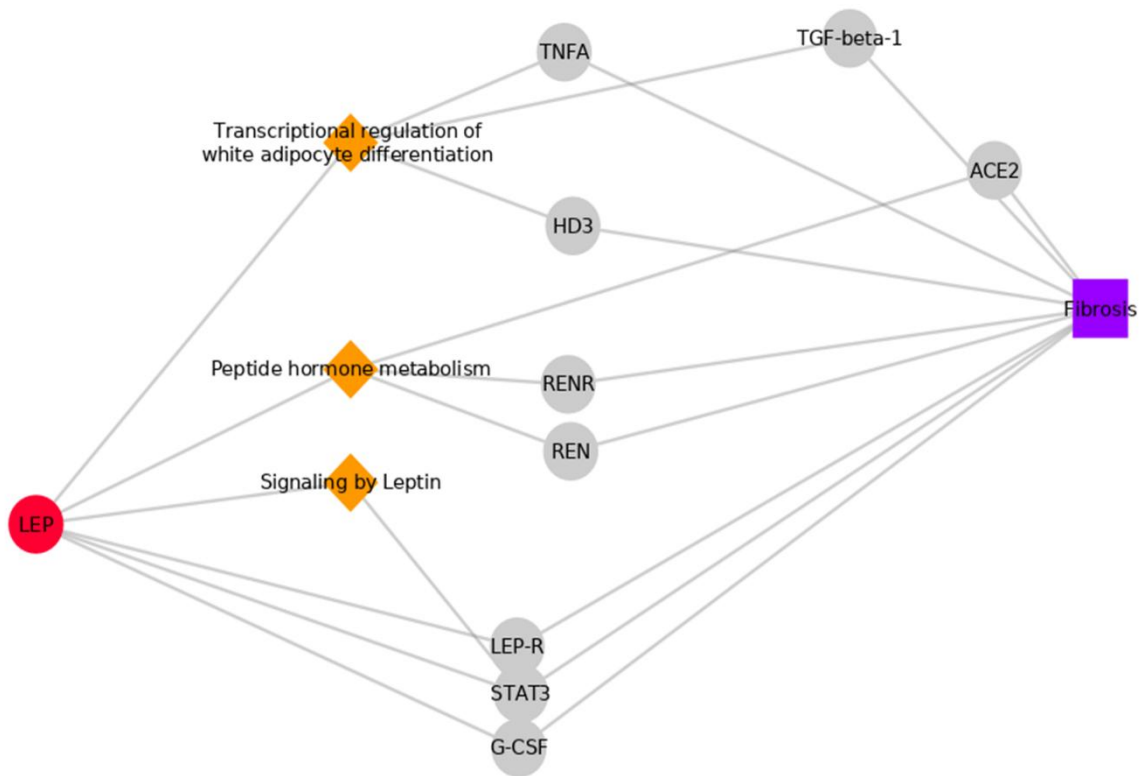 TGF-beta-1
TNFA
Transcriptional regulation of
white adipocyte differentiation
ACE2
HD3
Fibrosis
Peptide hormone metabolism
RENR
REN
Signaling by Leptin
LEP
LEP-R
STAT3
G-CSF